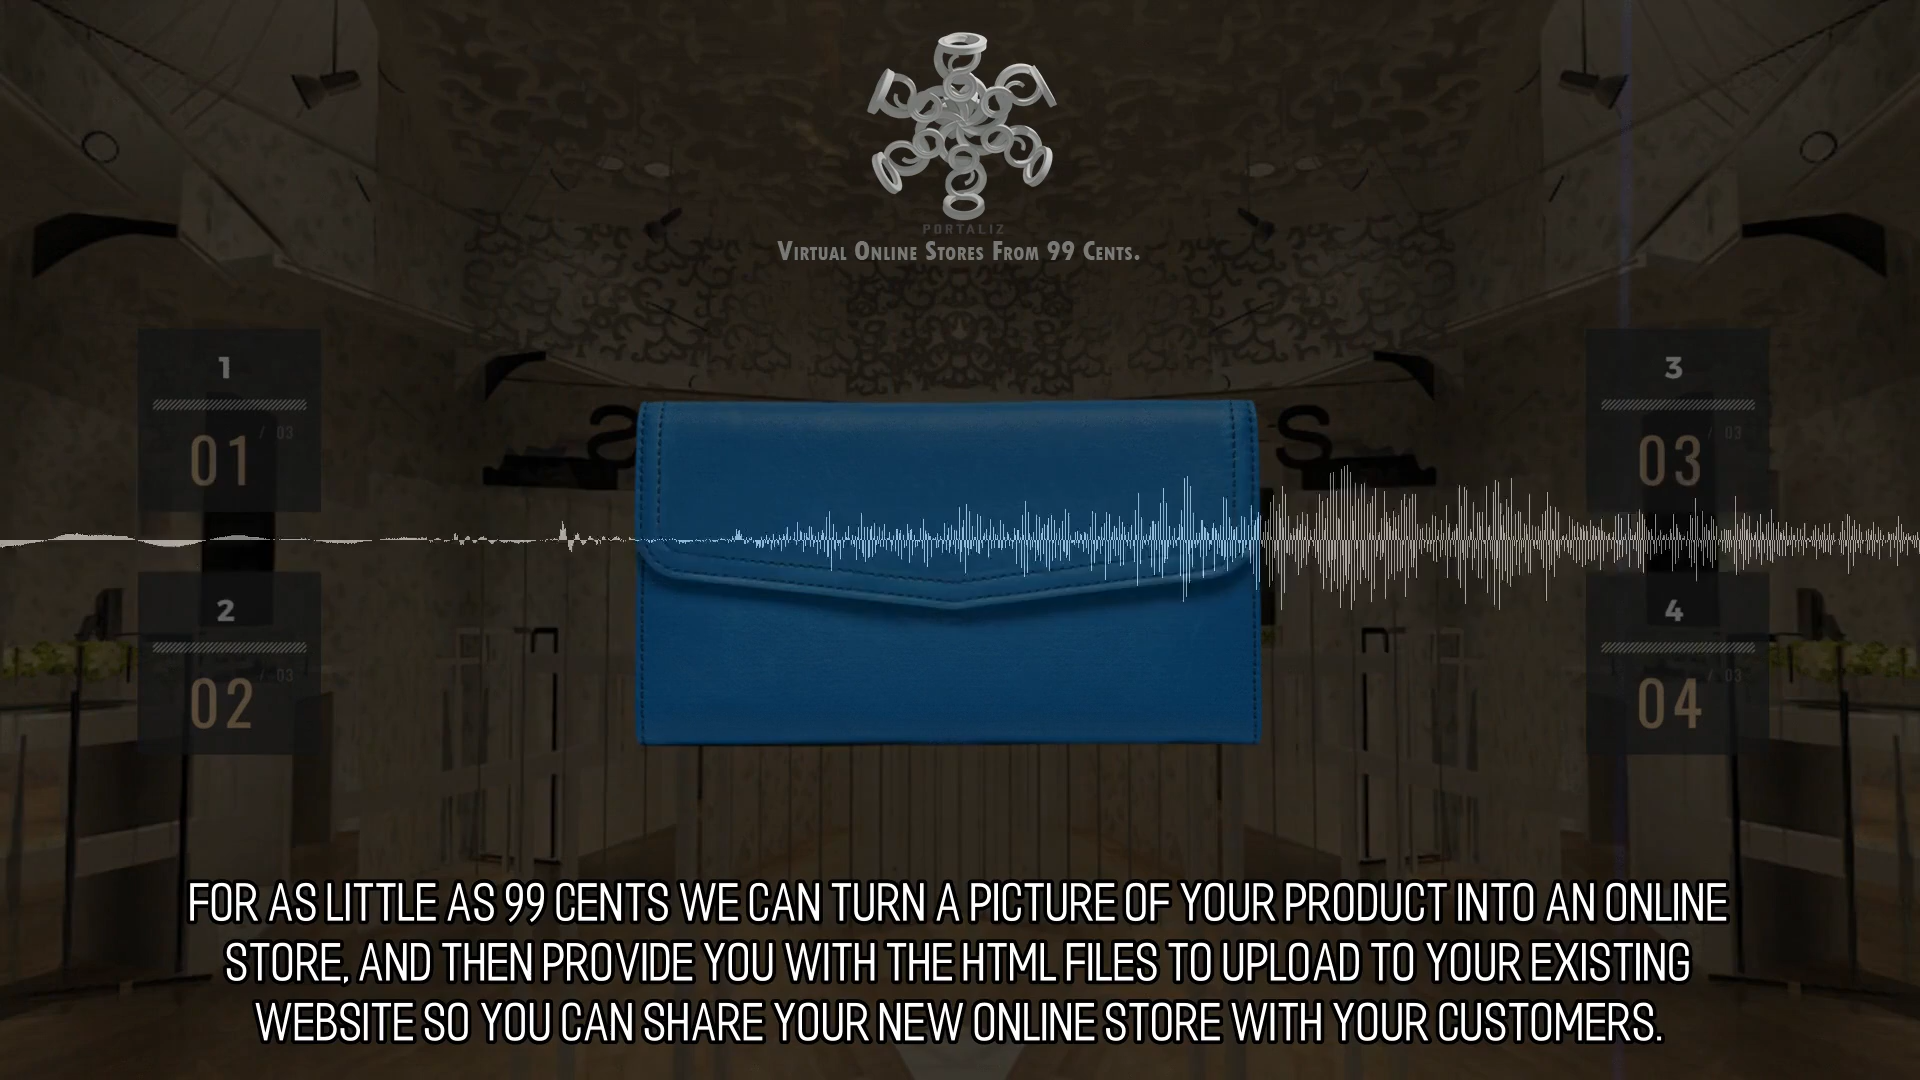 PORTALIZ
Virtual Online Stores From 99 Cents.
1
01 / 03
2
02 / 03
3
03 / 03
4
04 / 03
S
S
FOR AS LITTLE AS 99 CENTS WE CAN TURN A PICTURE OF YOUR PRODUCT INTO AN ONLINE
STORE, AND THEN PROVIDE YOU WITH THE HTML FILES TO UPLOAD TO YOUR EXISTING
WEBSITE SO YOU CAN SHARE YOUR NEW ONLINE STORE WITH YOUR CUSTOMERS.